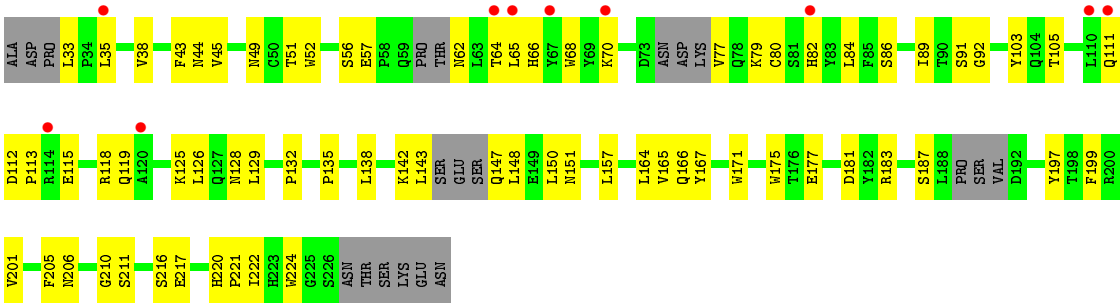 ALA ASP PRO L33 P34 L35 V38 F43 N44 V45 N49 C50 T51 W52 S56 E57 P58 Q59 PRO THR N62 L63 T64 L65 H66 Y67 W68 Y69 K70 D73 ASN ASP LYS V77 Q78 K79 C80 S81 H82 Y83 L84 F85 S86 I89 T90 S91 G92 Y103 Q104 T105 L110 Q111
D112 P113 R114 E115 R118 Q119 A120 K125 L126 Q127 N128 L129 P132 P135 L138 K142 L143 SER GLU SER Q147 L148 E149 L150 N151 L157 L164 V165 Q166 Y167 W171 W175 T176 E177 D181 Y182 R183 S187 L188 PRO SER VAL D192 Y197 T198 F199 R200
V201 F205 N206 G210 S211 S216 E217 H220 P221 I222 H223 W224 G225 S226 ASN THR SER LYS GLU ASN